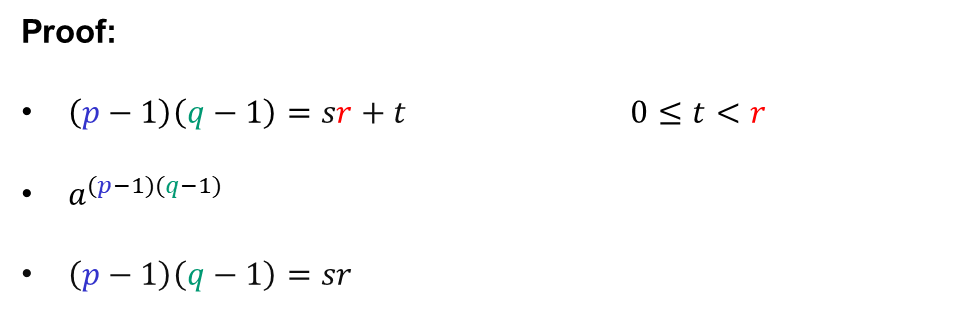 Proof:
• (p − 1)(q − 1) = sr + t 0 ≤ t < r
• a^(p−1)(q−1)
• (p − 1)(q − 1) = sr